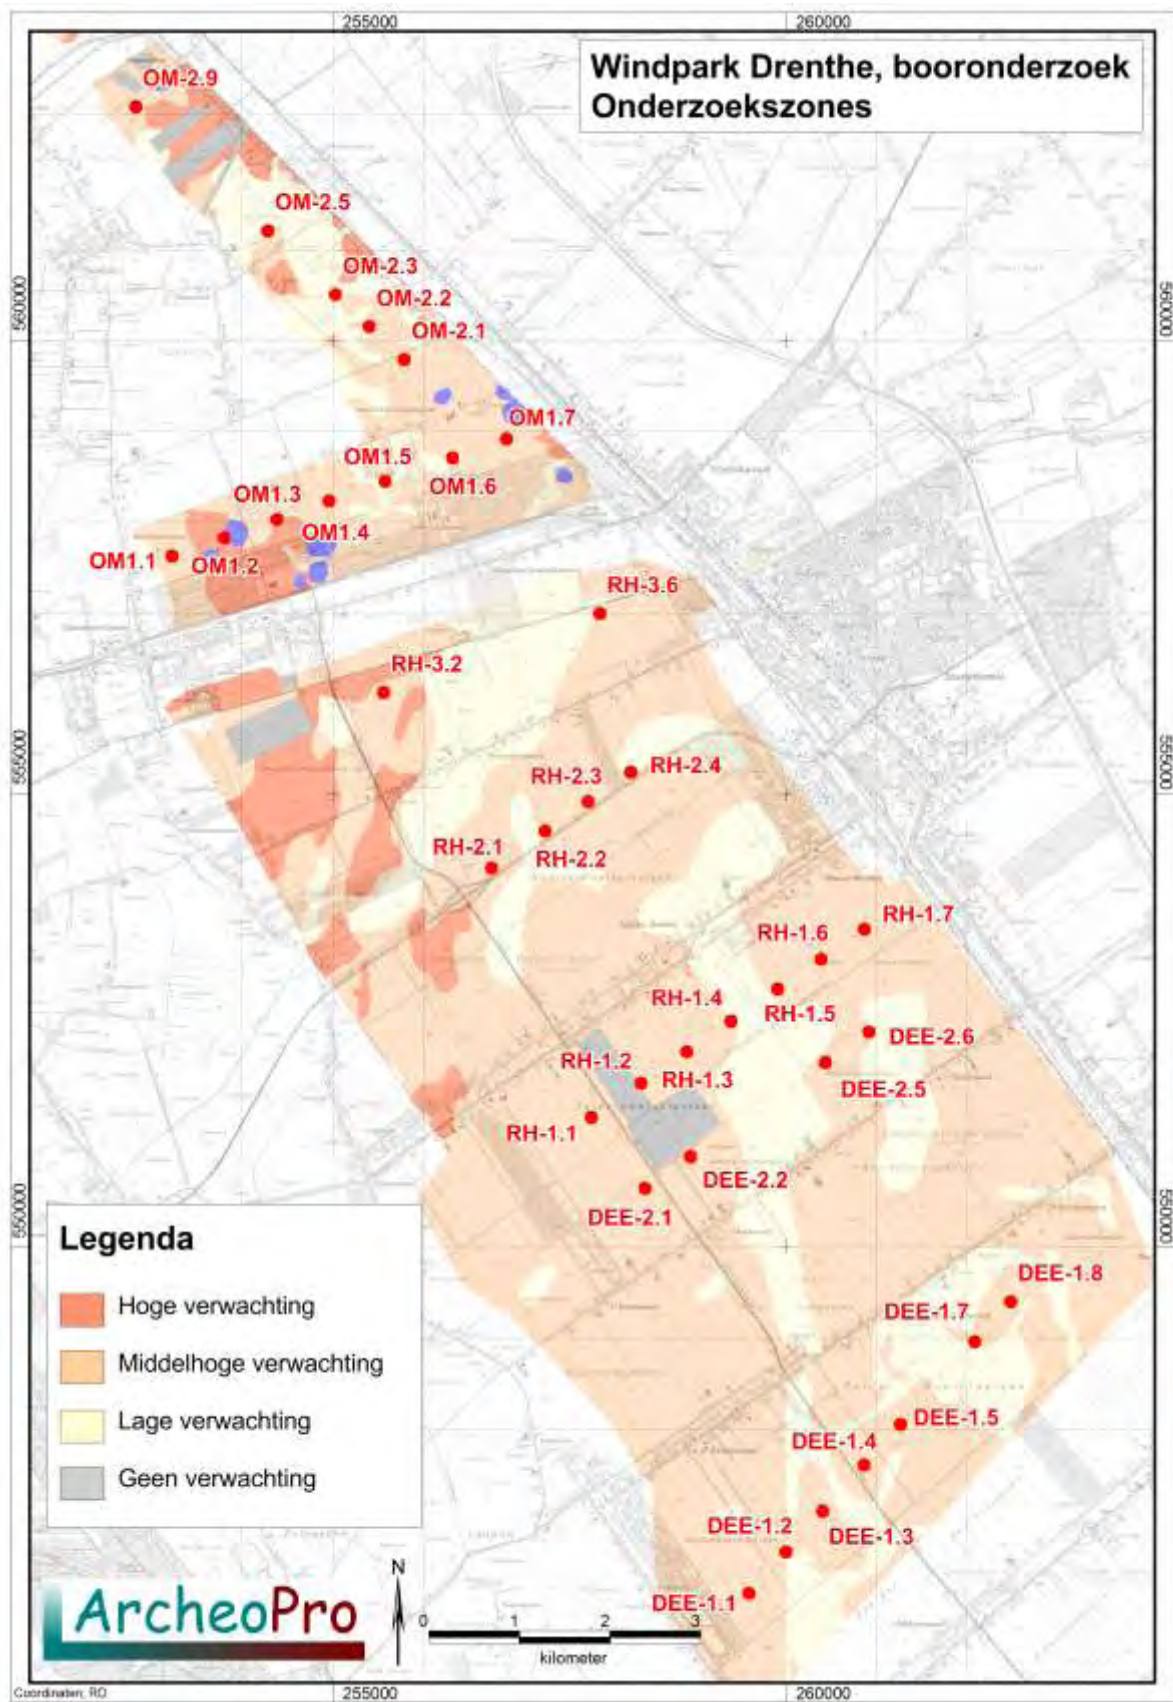 255000
260000
Windpark Drenthe, booronderzoek
Onderzoekszones
OM-2.9
OM-2.5
OM-2.3
OM-2.2
OM-2.1
560000
560000
OM1.7
OM1.5
OM1.6
OM1.3
OM1.4
OM1.1
OM1.2
RH-3.6
RH-3.2
555000
555000
RH-2.4
RH-2.3
RH-2.1
RH-2.2
RH-1.7
RH-1.6
RH-1.4
RH-1.5
DEE-2.6
RH-1.2
RH-1.3
DEE-2.5
RH-1.1
DEE-2.2
DEE-2.1
550000
550000
Legenda
Hoge verwachting
Middelhoge verwachting
Lage verwachting
Geen verwachting
DEE-1.8
DEE-1.7
DEE-1.5
DEE-1.4
DEE-1.2
DEE-1.3
DEE-1.1
ArcheoPro
N
0 1 2 3
kilometer
Coordinaten: RD
255000
260000